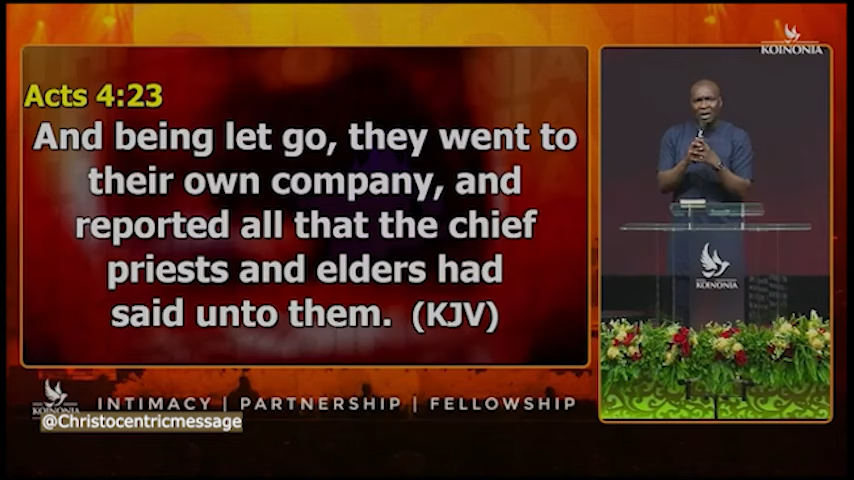 Acts 4:23
And being let go, they went to
their own company, and
reported all that the chief
priests and elders had
said unto them. (KJV)
KOINONIA
KOINONIA
KOINONIA
INTIMACY | PARTNERSHIP | FELLOWSHIP
@Christocentricmessage